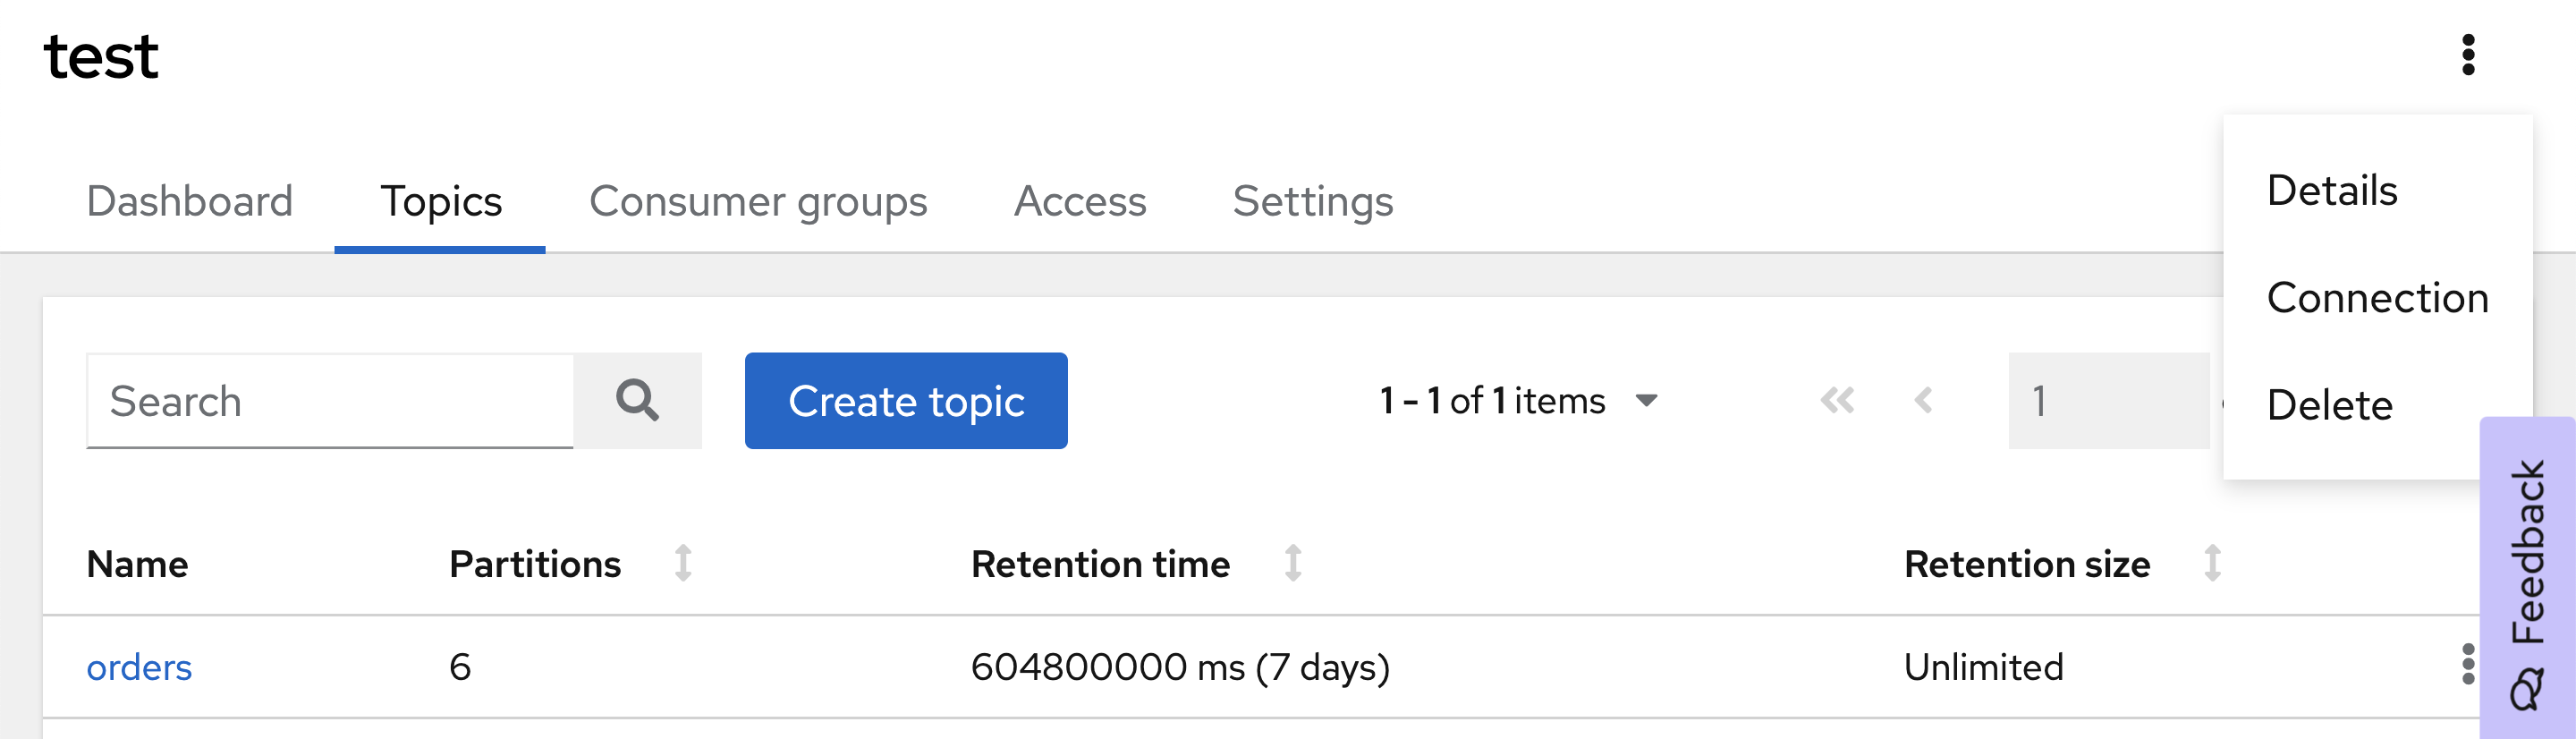 test
Dashboard Topics Consumer groups Access Settings
Details
Connection
Delete
Search Create topic 1 - 1 of 1 items 1
Name Partitions Retention time Retention size
orders 6 604800000 ms (7 days) Unlimited
Feedback